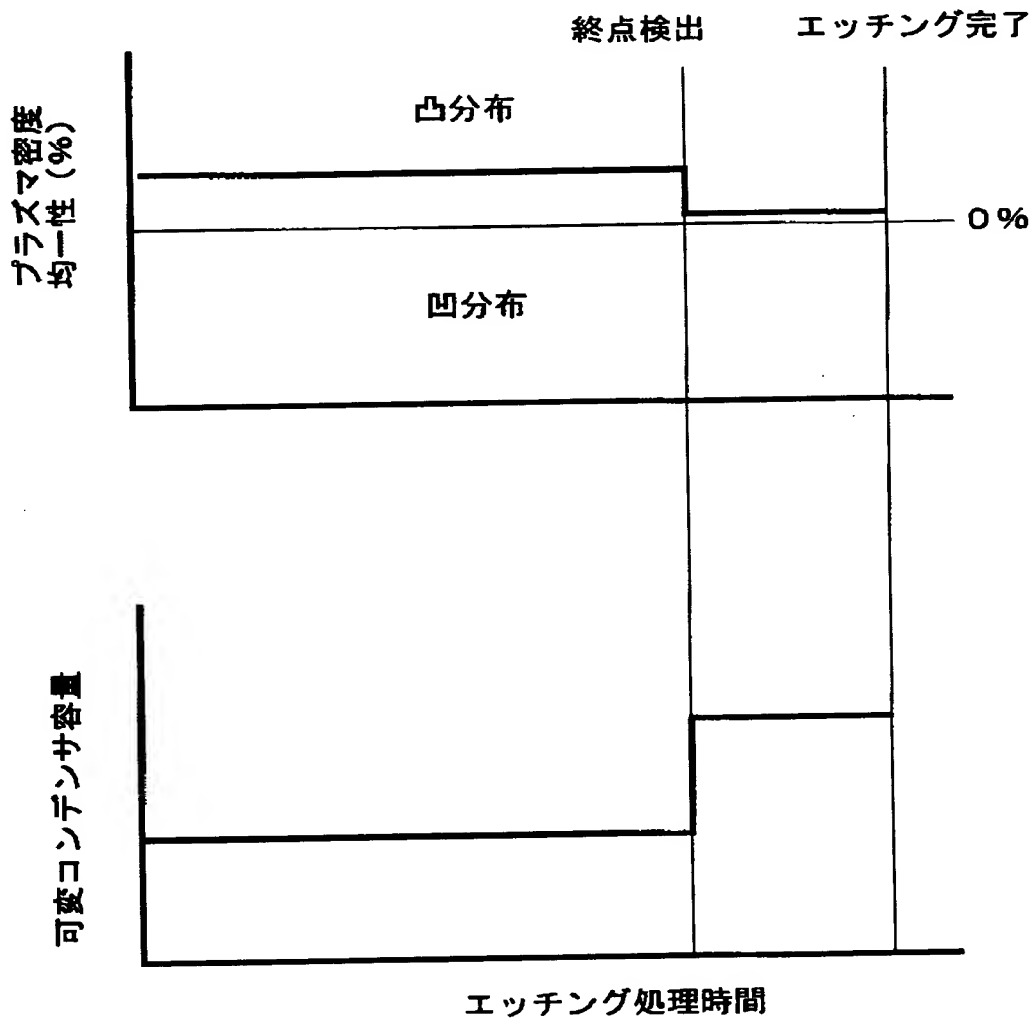 終点検出
エッチング完了
プラズマ密度
均一性(%)
凸分布
0%
凹分布
可変コンデンサ容量
エッチング処理時間